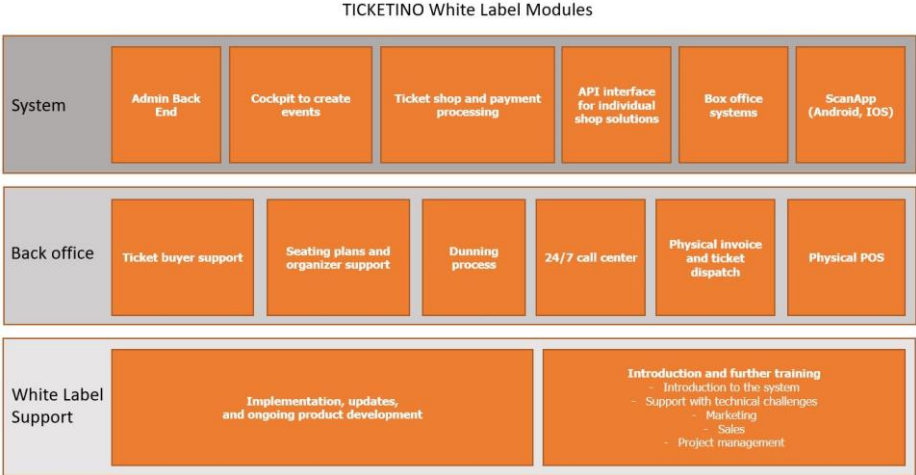 TICKETINO White Label Modules
System
Admin Back
End
Cockpit to create
events
Ticket shop and payment
processing
API interface
for individual
shop solutions
Box office
systems
ScanApp
(Android, IOS)
Back office
Ticket buyer support
Seating plans and
organizer support
Dunning
process
24/7 call center
Physical invoice
and ticket
dispatch
Physical POS
White Label
Support
Implementation, updates,
and ongoing product development
Introduction and further training
- Introduction to the system
- Support with technical challenges
- Marketing
- Sales
- Project management